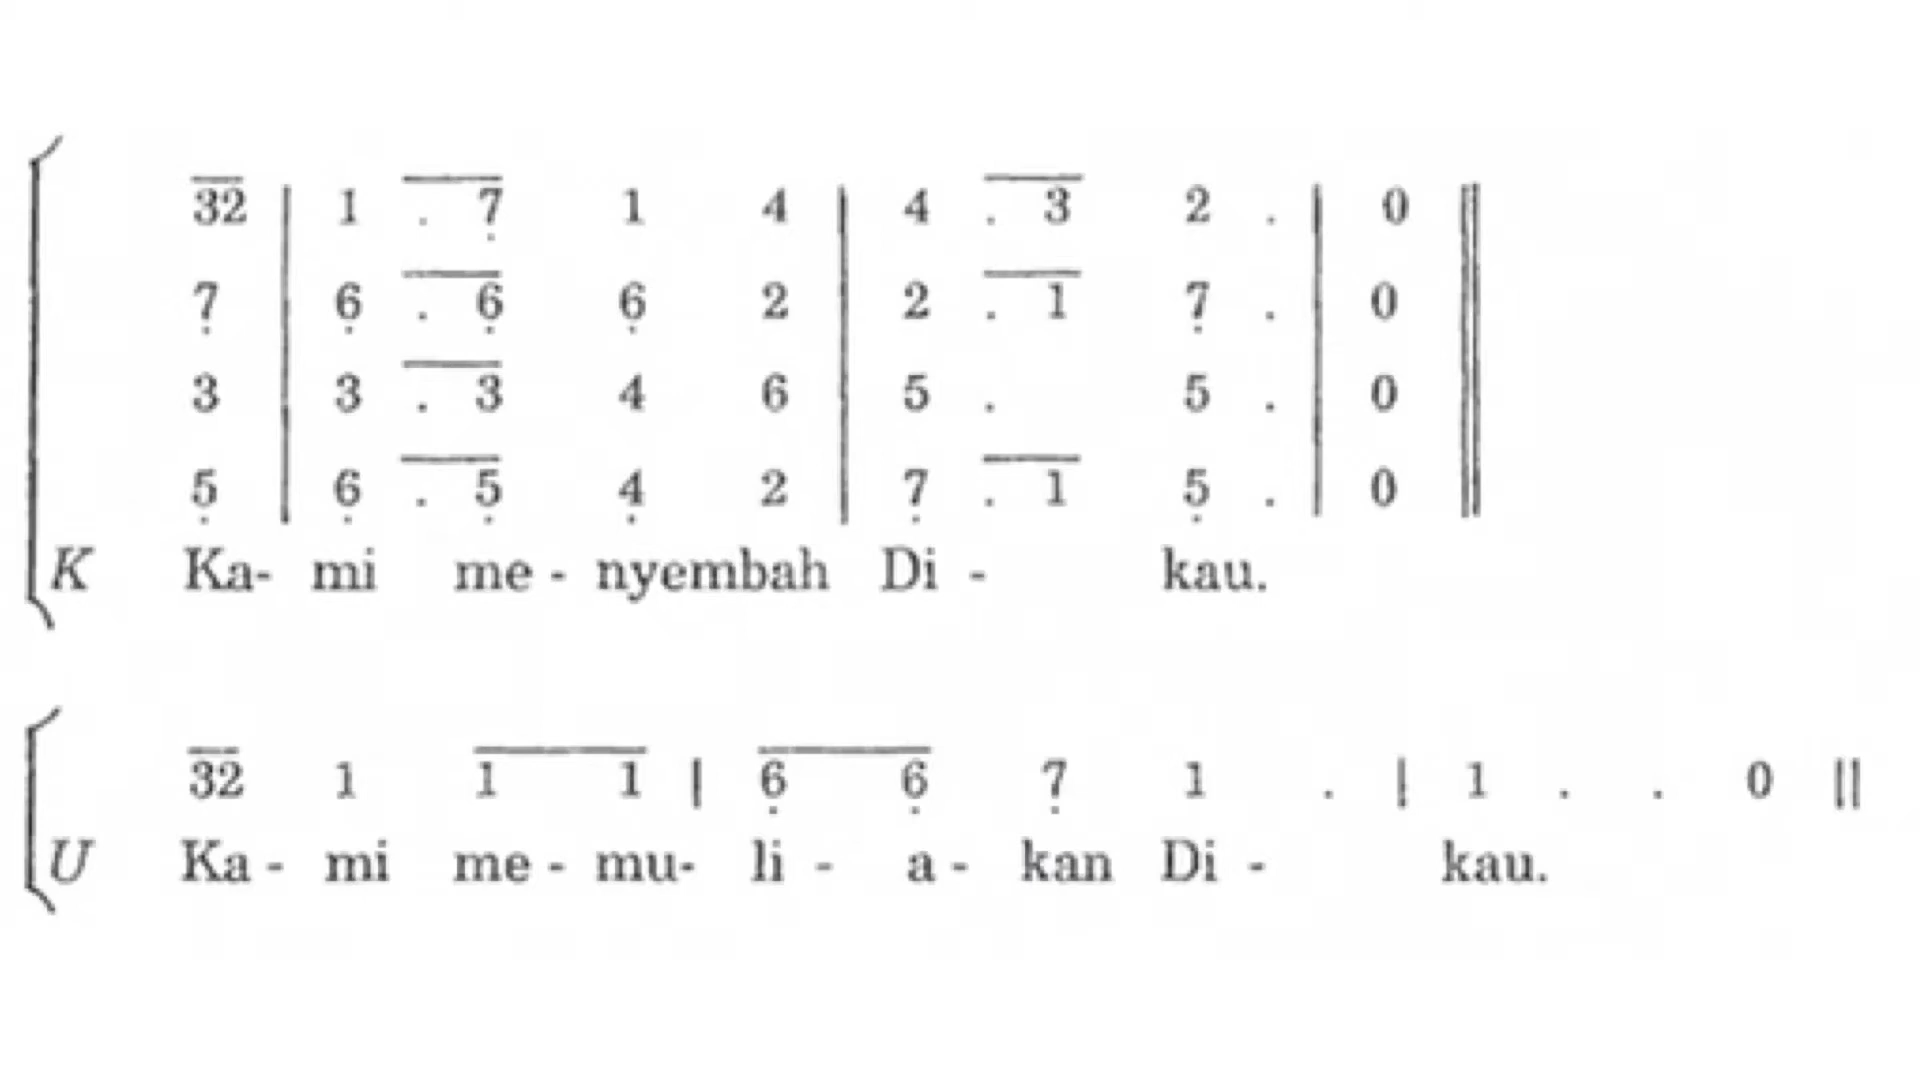 32 | 1 . 7̣ 1 4 | 4 . 3 2 . | 0 ||
7̣ | 6̣ . 6̣ 6̣ 2 | 2 . 1 7̣ . | 0 ||
3 | 3 . 3 4 6 | 5 . 5 . | 0 ||
5̣ | 6̣ . 5̣ 4̣ 2 | 7̣ . 1 5̣ . | 0 ||
K Ka- mi me - nyembah Di - kau.
32 1 1 1 | 6̣ 6̣ 7̣ 1 . | 1 . . 0 ||
U Ka - mi me - mu- li - a - kan Di - kau.